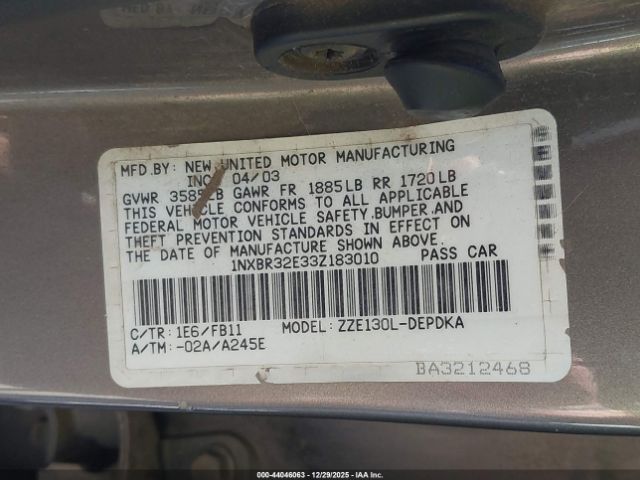 MFD.BY: NEW UNITED MOTOR MANUFACTURING
INC. 04/03
GVWR 3585LB GAWR FR 1885LB RR 1720LB
THIS VEHICLE CONFORMS TO ALL APPLICABLE
FEDERAL MOTOR VEHICLE SAFETY,BUMPER,AND
THEFT PREVENTION STANDARDS IN EFFECT ON
THE DATE OF MANUFACTURE SHOWN ABOVE.
1NXBR32E33Z183010 PASS CAR
C/TR: 1E6/FB11 MODEL: ZZE130L-DEPDKA
A/TM: -02A/A245E
BA3212468
000-44046063 - 12/29/2025 - IAAI.com